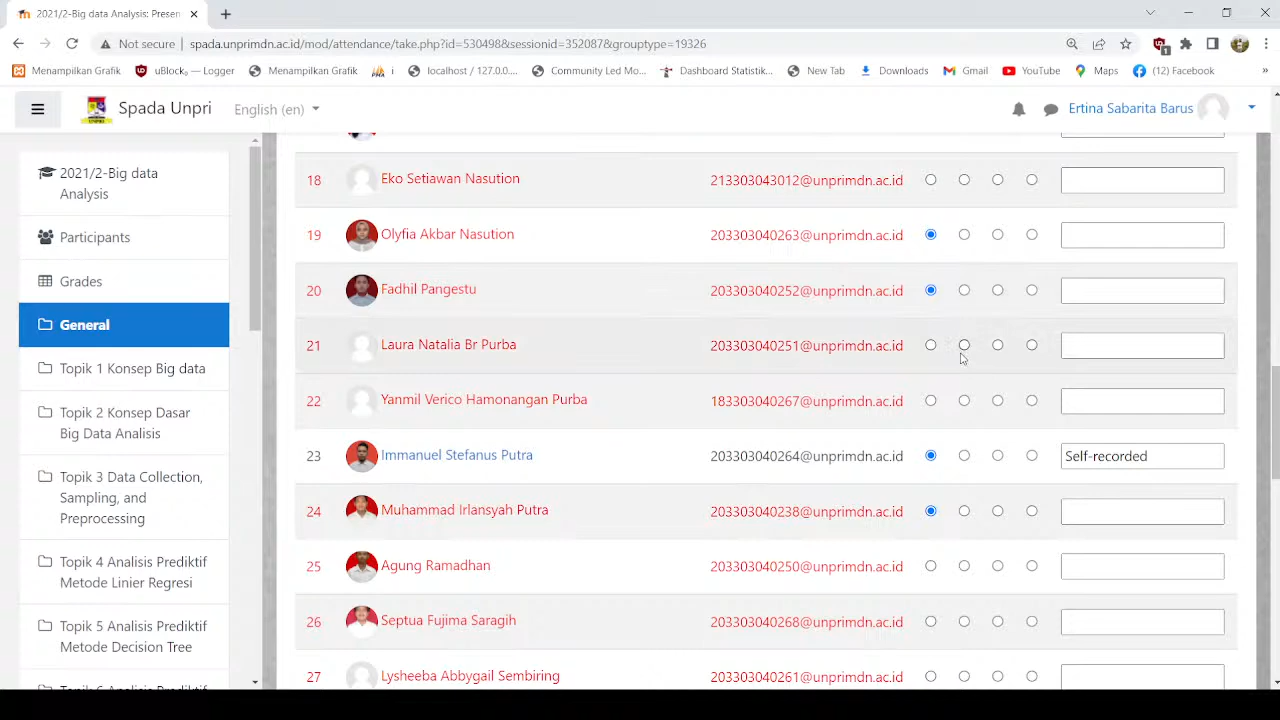 2021/2-Big data Analysis: Presen
Not secure
spada.unprimdn.ac.id/mod/attendance/take.php?id=530498&sessionid=352087&grouptype=19326
1
Menampilkan Grafik
uBlock₀ — Logger
Menampilkan Grafik
i
localhost / 127.0.0....
Community Led Mo...
Dashboard Statistik...
New Tab
Downloads
Gmail
YouTube
Maps
(12) Facebook
»
Spada Unpri
English (en)
Ertina Sabarita Barus
2021/2-Big data
Analysis
Participants
Grades
General
Topik 1 Konsep Big data
Topik 2 Konsep Dasar
Big Data Analisis
Topik 3 Data Collection,
Sampling, and
Preprocessing
Topik 4 Analisis Prediktif
Metode Linier Regresi
Topik 5 Analisis Prediktif
Metode Decision Tree
18 Eko Setiawan Nasution 213303043012@unprimdn.ac.id
19 Olyfia Akbar Nasution 203303040263@unprimdn.ac.id
20 Fadhil Pangestu 203303040252@unprimdn.ac.id
21 Laura Natalia Br Purba 203303040251@unprimdn.ac.id
22 Yanmil Verico Hamonangan Purba 183303040267@unprimdn.ac.id
23 Immanuel Stefanus Putra 203303040264@unprimdn.ac.id Self-recorded
24 Muhammad Irlansyah Putra 203303040238@unprimdn.ac.id
25 Agung Ramadhan 203303040250@unprimdn.ac.id
26 Septua Fujima Saragih 203303040268@unprimdn.ac.id
27 Lysheeba Abbygail Sembiring 203303040261@unprimdn.ac.id